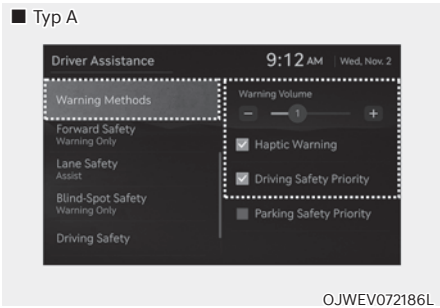 ■ Typ A
Driver Assistance
9:12 AM
Wed, Nov. 2
Warning Methods
Forward Safety
Warning Only
Lane Safety
Assist
Blind-Spot Safety
Warning Only
Driving Safety
Warning Volume
− 1 +
Haptic Warning
Driving Safety Priority
Parking Safety Priority
OJWEV072186L